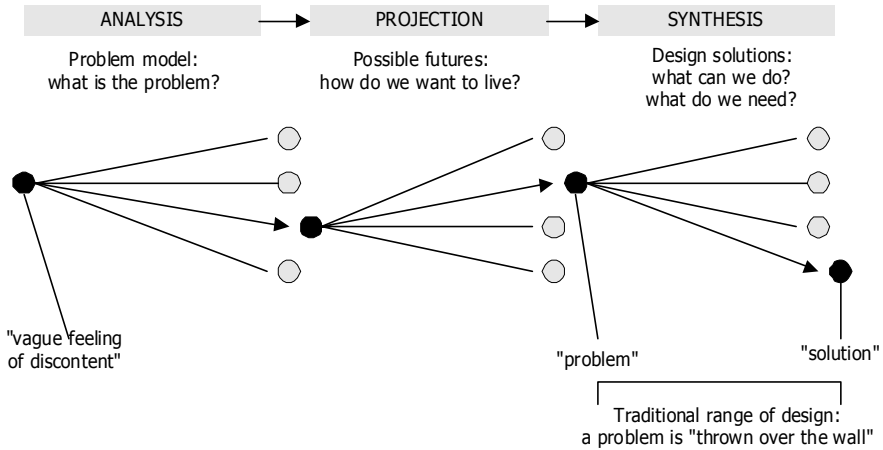 ANALYSIS
PROJECTION
SYNTHESIS
Problem model:
what is the problem?
Possible futures:
how do we want to live?
Design solutions:
what can we do?
what do we need?
"vague feeling
of discontent"
"problem"
"solution"
Traditional range of design:
a problem is "thrown over the wall"